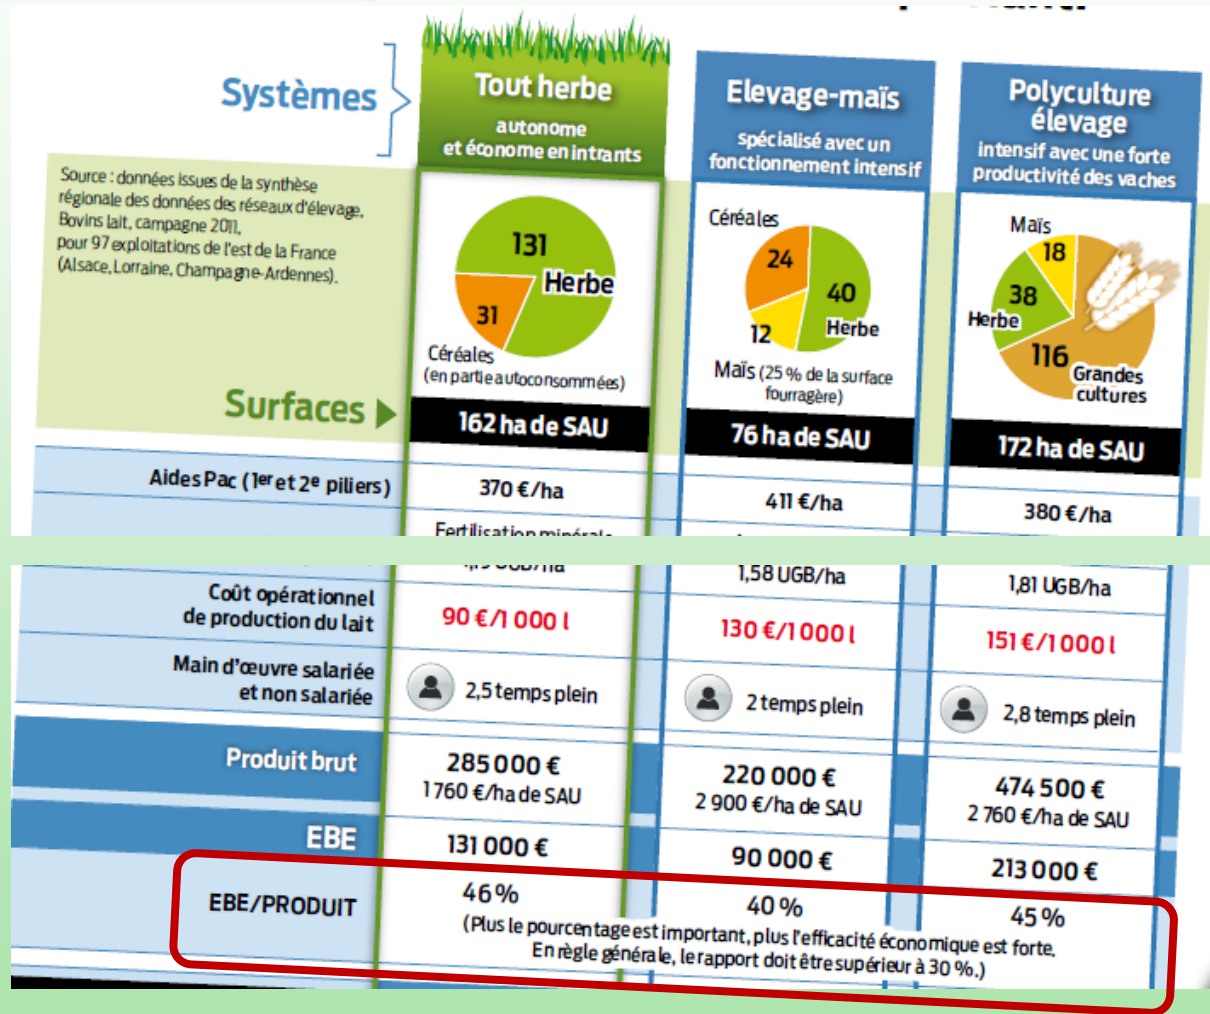 Systèmes
Tout herbe
autonome
et économe en intrants
Elevage-maïs
spécialisé avec un
fonctionnement intensif
Polyculture
élevage
intensif avec une forte
productivité des vaches
Source : données issues de la synthèse
régionale des données des réseaux d'élevage,
Bovins lait, campagne 2011,
pour 97 exploitations de l'est de la France
(Alsace, Lorraine, Champagne-Ardennes).
131
Herbe
31
Céréales
(en partie autoconsommées)
Céréales
24
40
Herbe
12
Maïs (25 % de la surface
fourragère)
Maïs
18
38
Herbe
116
Grandes
cultures
Surfaces
162 ha de SAU
76 ha de SAU
172 ha de SAU
Aides Pac (1er et 2e piliers)
370 €/ha
411 €/ha
380 €/ha
Fertilisation minérale
1,58 UGB/ha
1,81 UGB/ha
Coût opérationnel
de production du lait
90 €/1 000 l
130 €/1 000 l
151 €/1 000 l
Main d'œuvre salariée
et non salariée
2,5 temps plein
2 temps plein
2,8 temps plein
Produit brut
285 000 €
1 760 €/ha de SAU
220 000 €
2 900 €/ha de SAU
474 500 €
2 760 €/ha de SAU
EBE
131 000 €
90 000 €
213 000 €
EBE/PRODUIT
46 %
40 %
45 %
(Plus le pourcentage est important, plus l'efficacité économique est forte.
En règle générale, le rapport doit être supérieur à 30 %.)